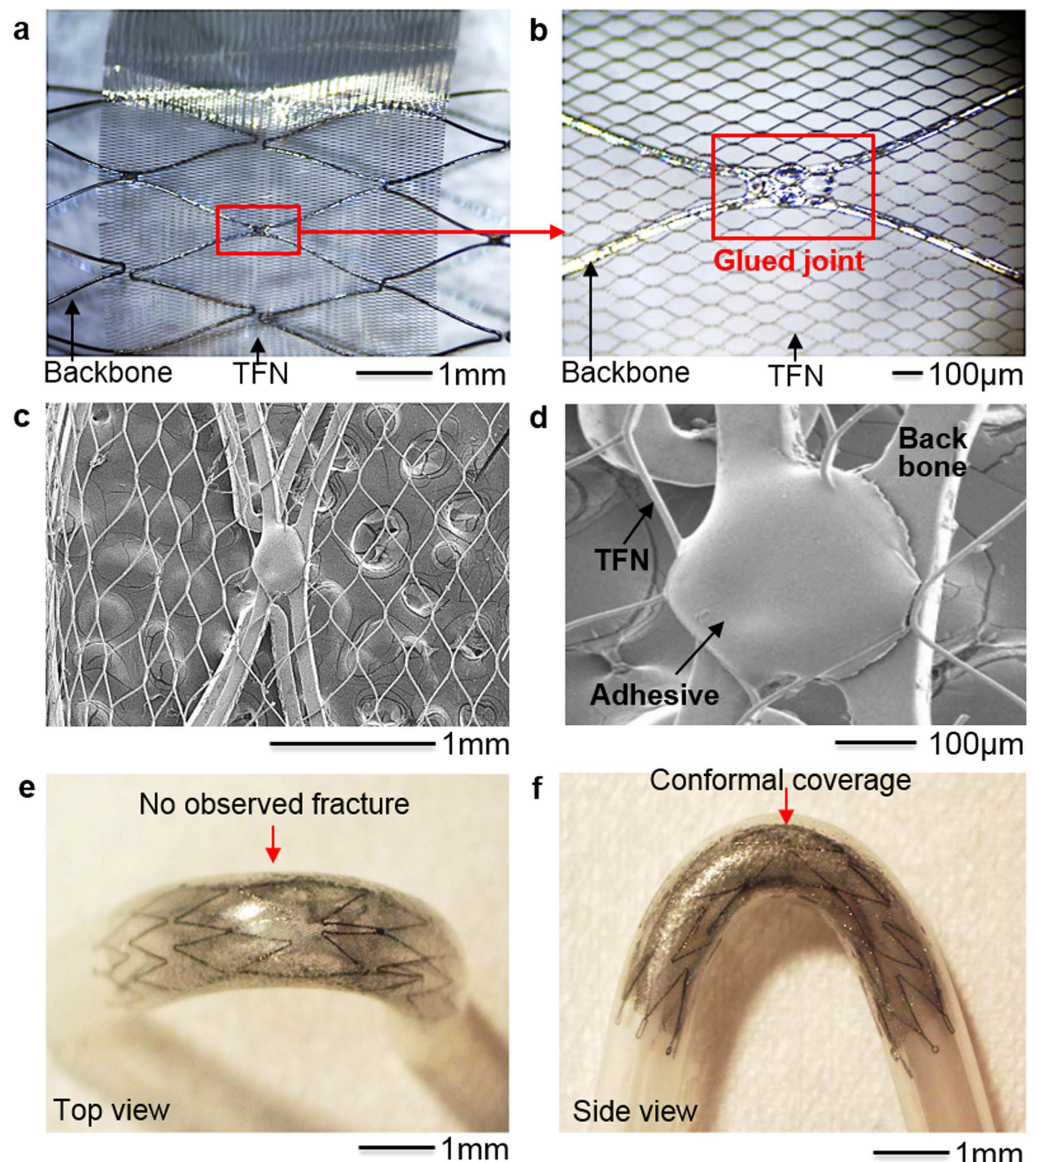 a
b
Glued joint
Backbone
TFN
1mm
Backbone
TFN
100µm
c
d
Back
bone
TFN
Adhesive
1mm
100µm
e
f
No observed fracture
Conformal coverage
Top view
Side view
1mm
1mm